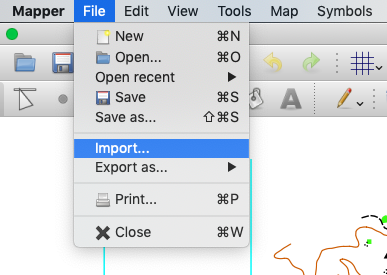 Mapper File Edit View Tools Map Symbols
New ⌘N
Open... ⌘O
Open recent ▶
Save ⌘S
Save as... ⇧⌘S
Import...
Export as... ▶
Print... ⌘P
Close ⌘W